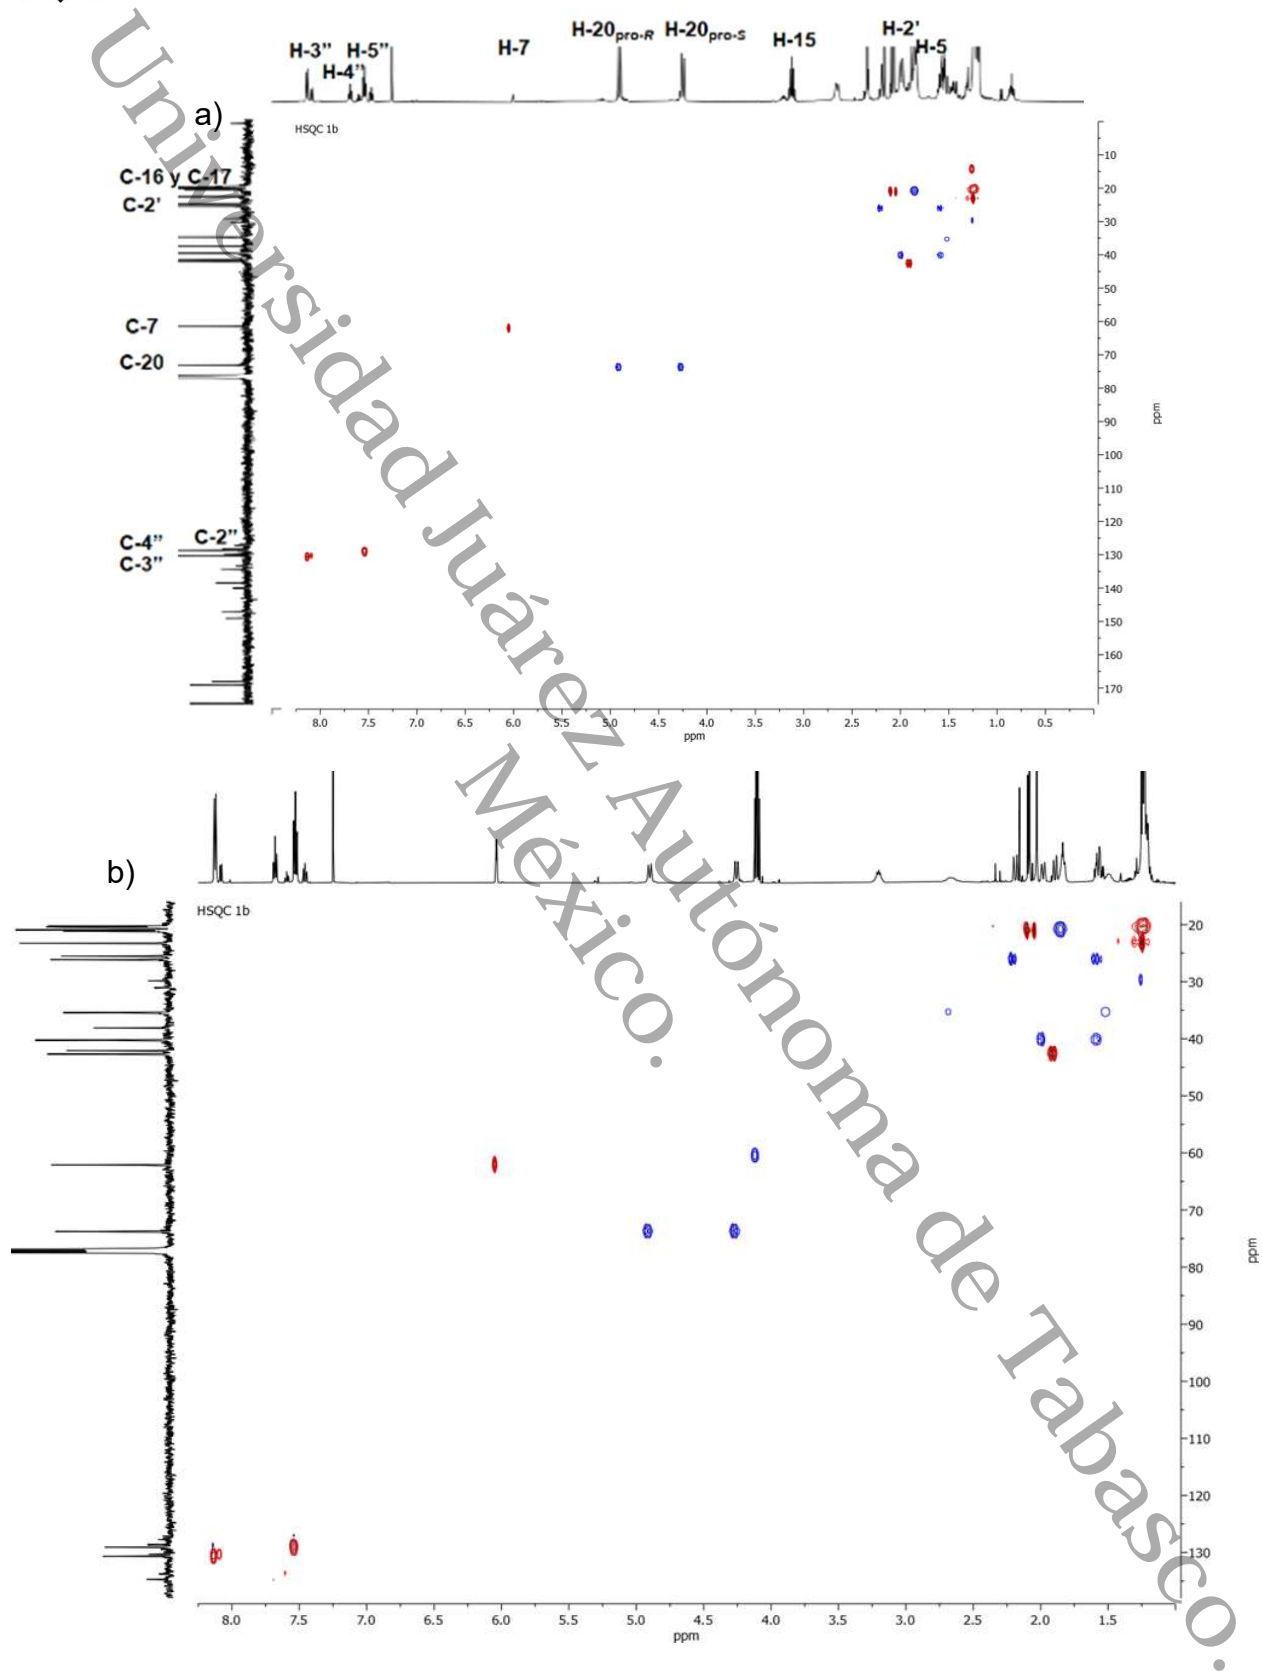 H-3” H-5” H-7 H-20pro-R H-20pro-S H-15 H-2’ H-5
H-4”
a)
HSQC 1b
C-16 y C-17
C-2’
C-7
C-20
C-4” C-2”
C-3”
10
20
30
40
50
60
70
80
90
100
110
120
130
140
150
160
170
ppm
8.0 7.5 7.0 6.5 6.0 5.5 5.0 4.5 4.0 3.5 3.0 2.5 2.0 1.5 1.0 0.5
ppm
b)
HSQC 1b
20
30
40
50
60
70
80
90
100
110
120
130
ppm
8.0 7.5 7.0 6.5 6.0 5.5 5.0 4.5 4.0 3.5 3.0 2.5 2.0 1.5
ppm
Universidad Juárez Autónoma de Tabasco.
México.